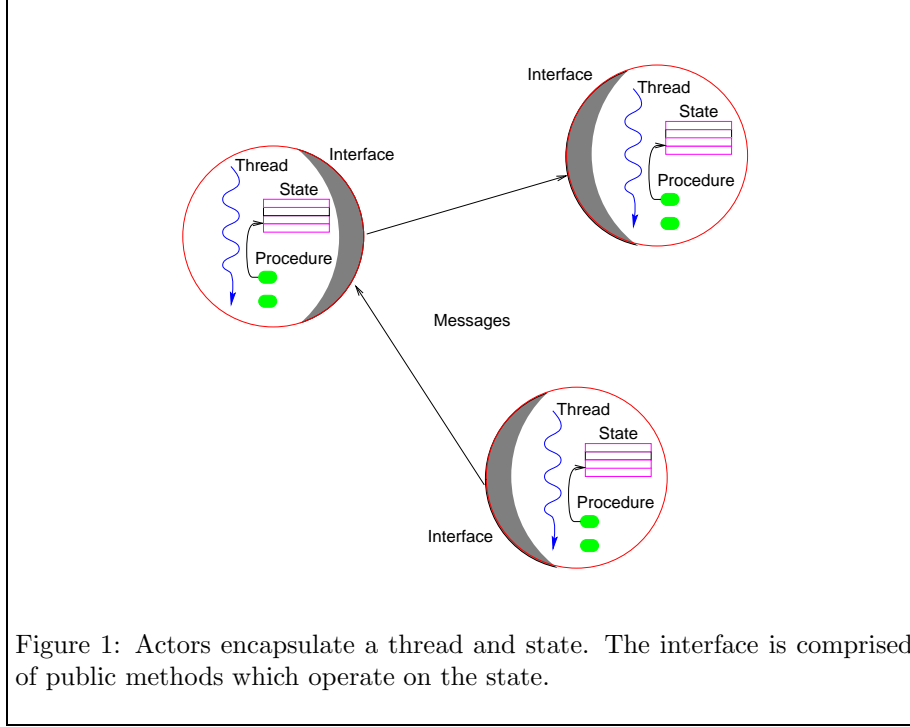 Interface
Thread
State
Procedure
Interface
Thread
State
Procedure
Messages
Thread
State
Procedure
Interface
Figure 1: Actors encapsulate a thread and state. The interface is comprised
of public methods which operate on the state.